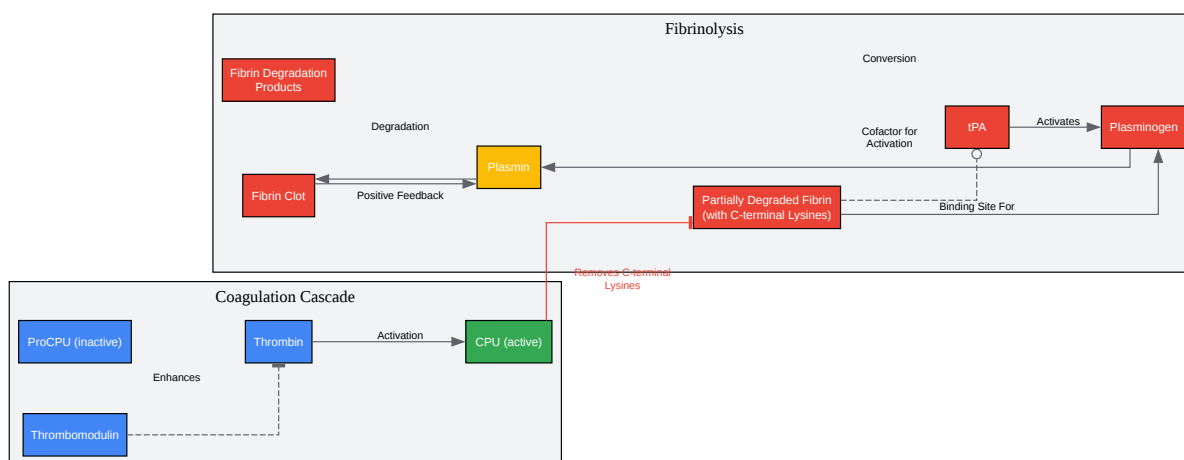 Fibrinolysis
Conversion
Fibrin Degradation
Products
Degradation
Cofactor for
Activation
tPA
Activates
Plasminogen
Plasmin
Fibrin Clot
Positive Feedback
Partially Degraded Fibrin
(with C-terminal Lysines)
Binding Site For
Removes C-terminal
Lysines
Coagulation Cascade
ProCPU (inactive)
Thrombin
Activation
CPU (active)
Enhances
Thrombomodulin